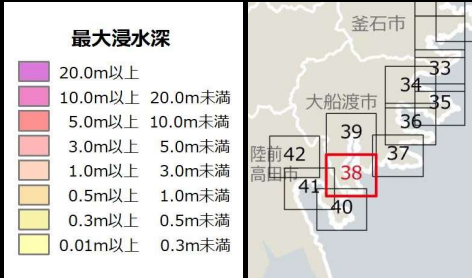 最大浸水深
20.0m以上
10.0m以上 20.0m未満
5.0m以上 10.0m未満
3.0m以上 5.0m未満
1.0m以上 3.0m未満
0.5m以上 1.0m未満
0.3m以上 0.5m未満
0.01m以上 0.3m未満
釜石市
33
34
35
大船渡市
36
39
37
陸前
高田市
42
38
41
40